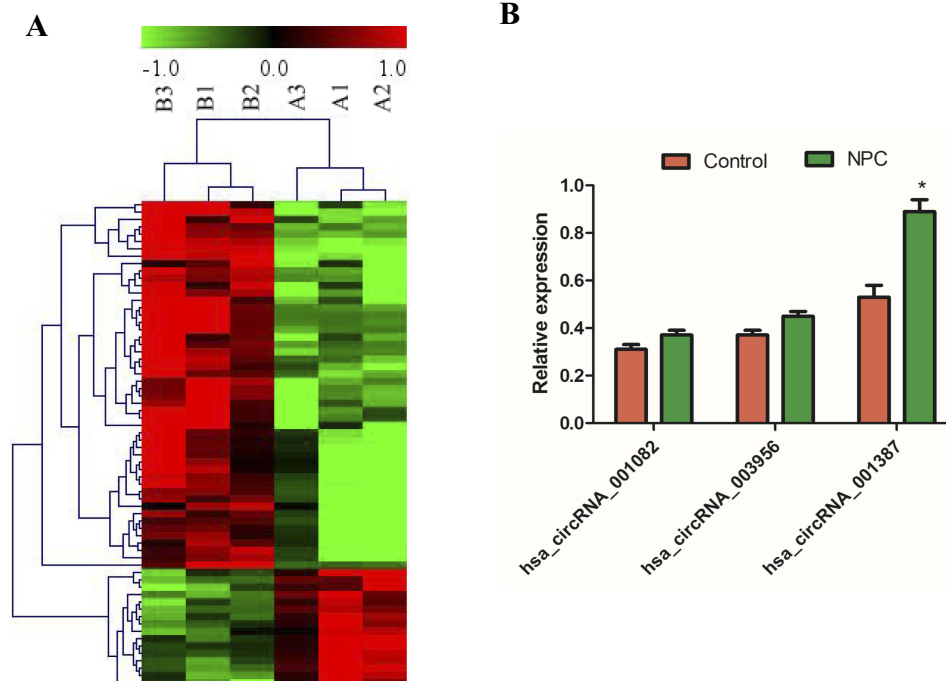 A
-1.0 0.0 1.0
B3 B1 B2 A3 A1 A2
B
Control NPC
Relative expression
1.0
0.8
0.6
0.4
0.2
0.0
*
hsa_circRNA_001082
hsa_circRNA_003956
hsa_circRNA_001387